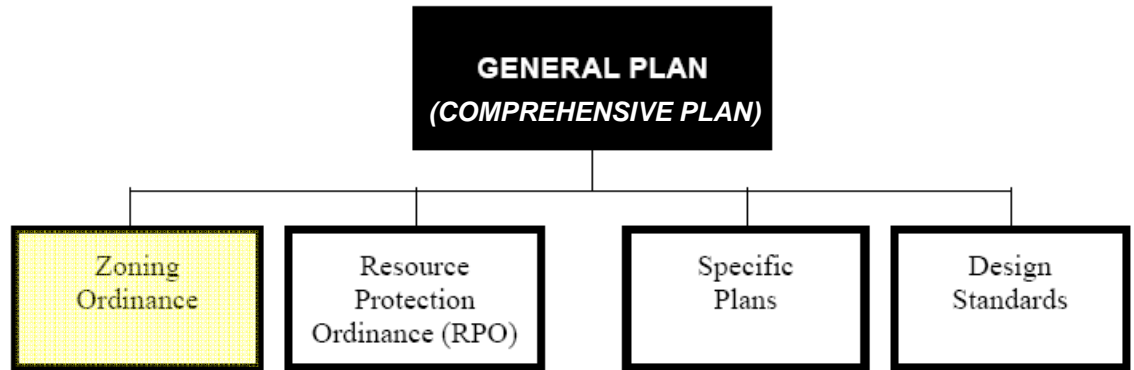 GENERAL PLAN
(COMPREHENSIVE PLAN)
Zoning
Ordinance
Resource
Protection
Ordinance (RPO)
Specific
Plans
Design
Standards